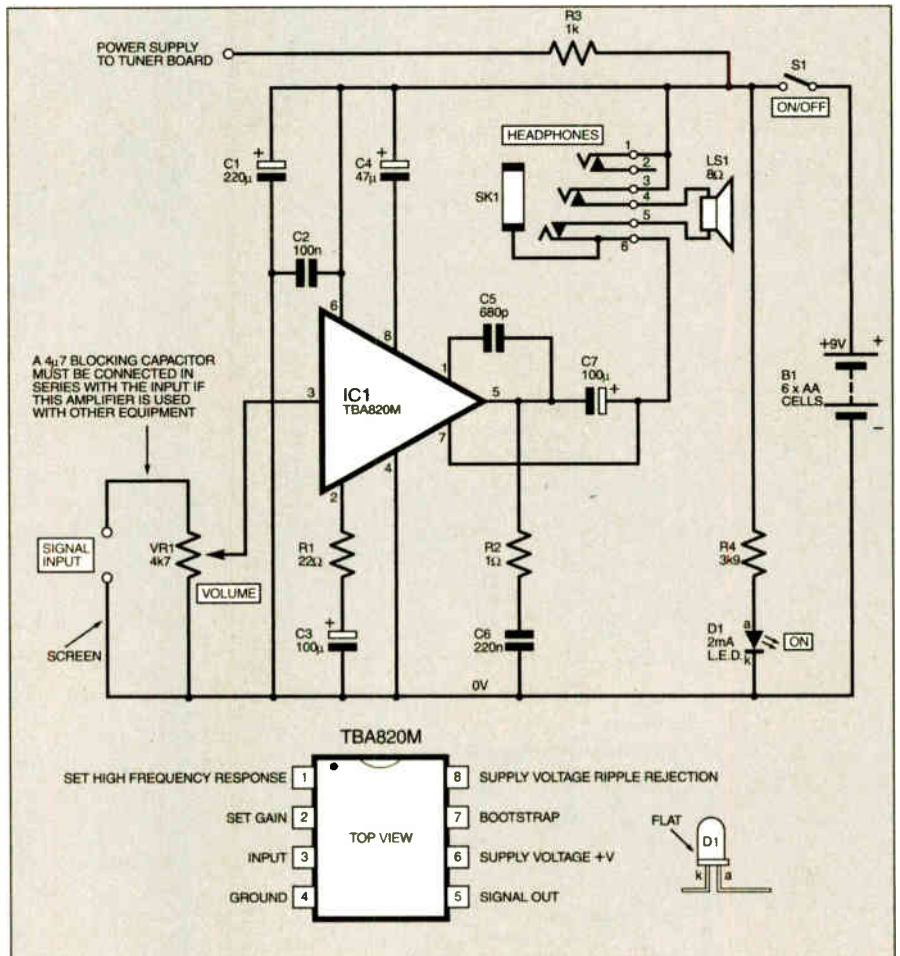 R3
1k
POWER SUPPLY
TO TUNER BOARD
S1
ON/OFF
HEADPHONES
1
2
3
4
5
6
SK1
LS1
8Ω
C1
220µ
+
C4
47µ
+
C2
100n
6
8
C5
680p
A 4µ7 BLOCKING CAPACITOR
MUST BE CONNECTED IN
SERIES WITH THE INPUT IF
THIS AMPLIFIER IS USED
WITH OTHER EQUIPMENT
3
IC1
TBA820M
1
5
7
4
2
C7
100µ
+
+9V
+
B1
6 x AA
CELLS
−
SIGNAL
INPUT
VR1
4k7
VOLUME
SCREEN
R1
22Ω
R2
1Ω
R4
3k9
+
C3
100µ
C6
220n
a
D1
2mA
L.E.D.
k
ON
0V
TBA820M
SET HIGH FREQUENCY RESPONSE 1
8 SUPPLY VOLTAGE RIPPLE REJECTION
SET GAIN 2
7 BOOTSTRAP
TOP VIEW
INPUT 3
6 SUPPLY VOLTAGE +V
GROUND 4
5 SIGNAL OUT
FLAT
D1
k a